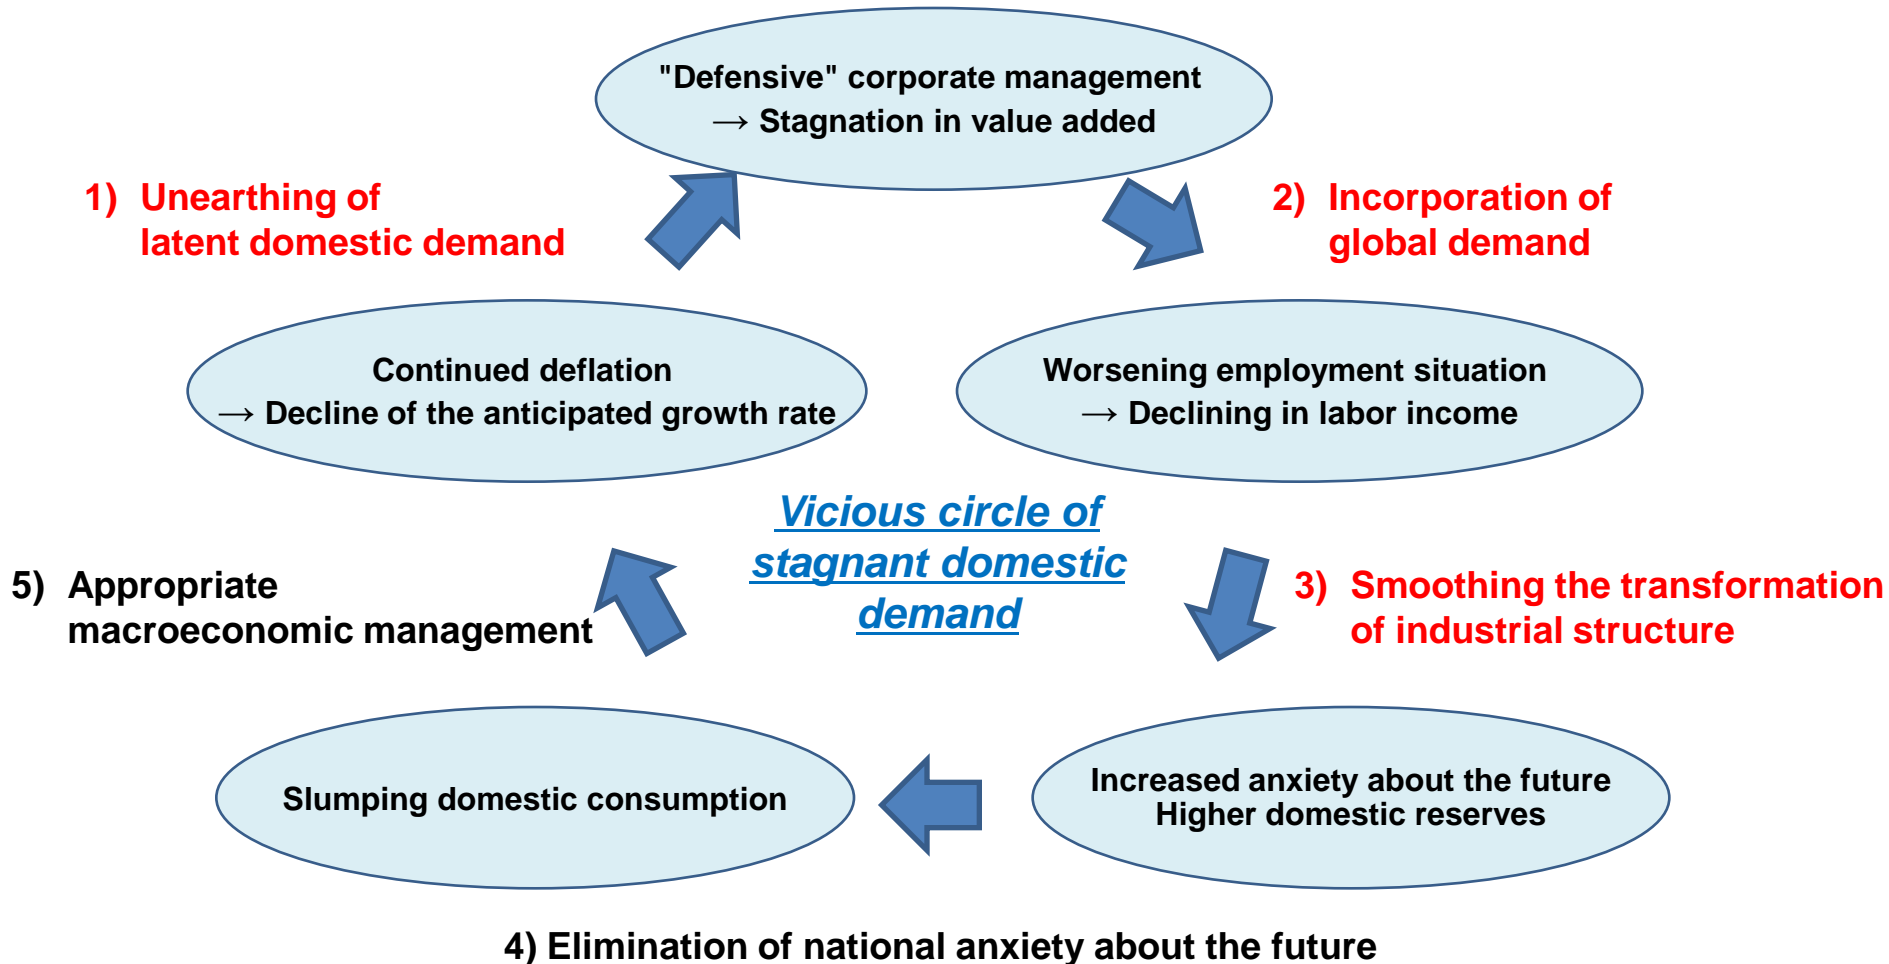 "Defensive" corporate management
→ Stagnation in value added
1) Unearthing of
latent domestic demand
2) Incorporation of
global demand
Continued deflation
→ Decline of the anticipated growth rate
Worsening employment situation
→ Declining in labor income
Vicious circle of
stagnant domestic
demand
5) Appropriate
macroeconomic management
3) Smoothing the transformation
of industrial structure
Slumping domestic consumption
Increased anxiety about the future
Higher domestic reserves
4) Elimination of national anxiety about the future